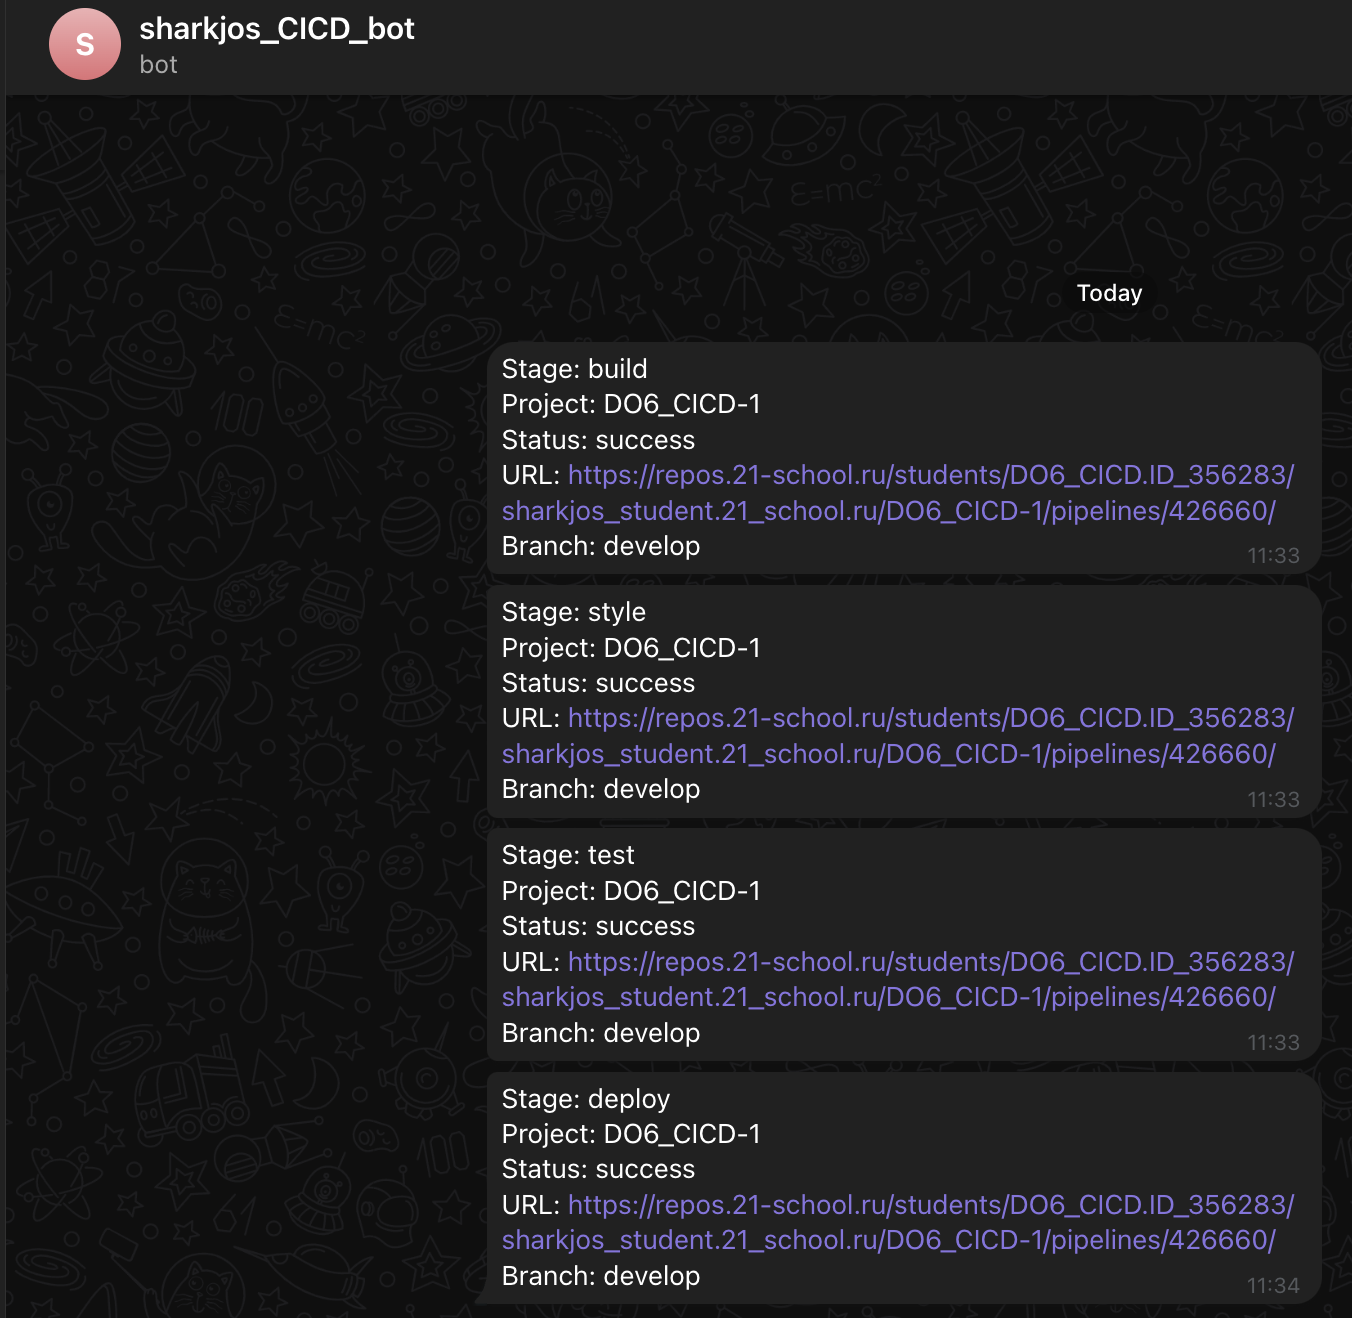 S
sharkjos_CICD_bot
bot
Today
Stage: build
Project: DO6_CICD-1
Status: success
URL: https://repos.21-school.ru/students/DO6_CICD.ID_356283/
sharkjos_student.21_school.ru/DO6_CICD-1/pipelines/426660/
Branch: develop
11:33
Stage: style
Project: DO6_CICD-1
Status: success
URL: https://repos.21-school.ru/students/DO6_CICD.ID_356283/
sharkjos_student.21_school.ru/DO6_CICD-1/pipelines/426660/
Branch: develop
11:33
Stage: test
Project: DO6_CICD-1
Status: success
URL: https://repos.21-school.ru/students/DO6_CICD.ID_356283/
sharkjos_student.21_school.ru/DO6_CICD-1/pipelines/426660/
Branch: develop
11:33
Stage: deploy
Project: DO6_CICD-1
Status: success
URL: https://repos.21-school.ru/students/DO6_CICD.ID_356283/
sharkjos_student.21_school.ru/DO6_CICD-1/pipelines/426660/
Branch: develop
11:34